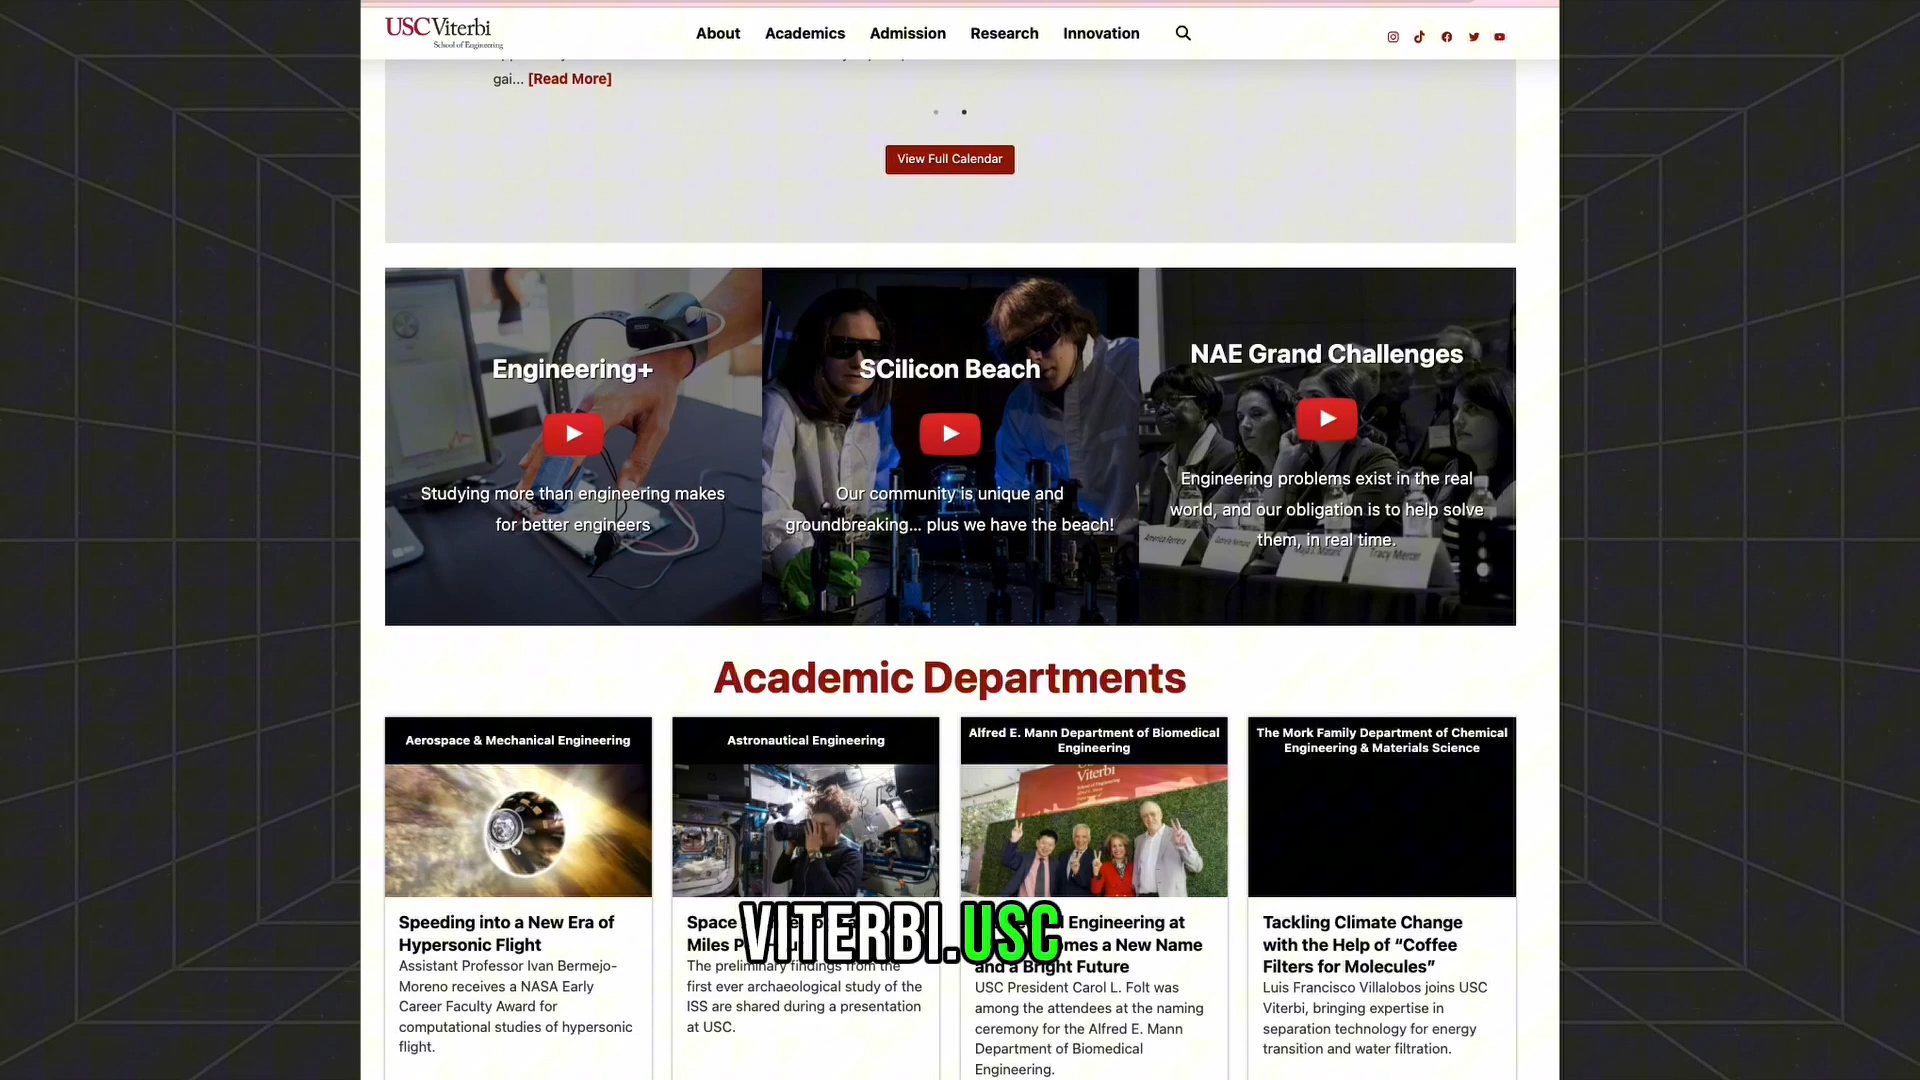 USC Viterbi
School of Engineering
About Academics Admission Research Innovation
gai... [Read More]
View Full Calendar
Engineering+
Studying more than engineering makes
for better engineers
SCilicon Beach
Our community is unique and
groundbreaking... plus we have the beach!
NAE Grand Challenges
Engineering problems exist in the real
world, and our obligation is to help solve
them, in real time.
America Ferrera
Tracy Mercer
Academic Departments
Aerospace & Mechanical Engineering
Speeding into a New Era of
Hypersonic Flight
Assistant Professor Ivan Bermejo-
Moreno receives a NASA Early
Career Faculty Award for
computational studies of hypersonic
flight.
Astronautical Engineering
Space
Miles
The preliminary findings from the
first ever archaeological study of the
ISS are shared during a presentation
at USC.
Alfred E. Mann Department of Biomedical
Engineering
Viterbi
Engineering at
a New Name
and a Bright Future
USC President Carol L. Folt was
among the attendees at the naming
ceremony for the Alfred E. Mann
Department of Biomedical
Engineering.
The Mork Family Department of Chemical
Engineering & Materials Science
Tackling Climate Change
with the Help of “Coffee
Filters for Molecules”
Luis Francisco Villalobos joins USC
Viterbi, bringing expertise in
separation technology for energy
transition and water filtration.
VITERBI.USC